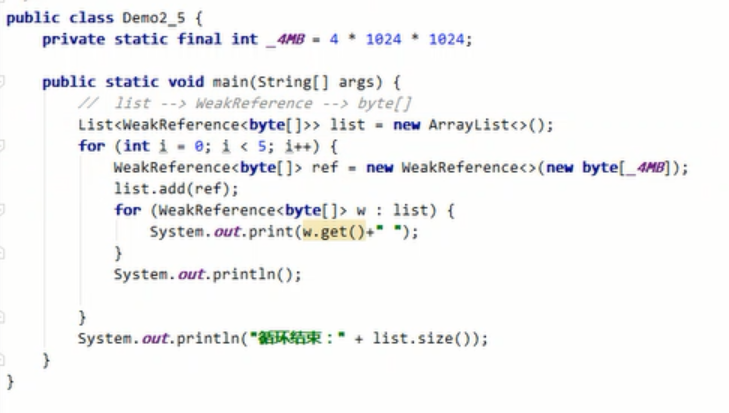 public class Demo2_5 {
    private static final int _4MB = 4 * 1024 * 1024;

    public static void main(String[] args) {
        //  list --> WeakReference --> byte[]
        List<WeakReference<byte[]>> list = new ArrayList<>();
        for (int i = 0; i < 5; i++) {
            WeakReference<byte[]> ref = new WeakReference<>(new byte[_4MB]);
            list.add(ref);
            for (WeakReference<byte[]> w : list) {
                System.out.print(w.get()+" ");
            }
            System.out.println();

        }
        System.out.println("循环结束：" + list.size());
    }
}